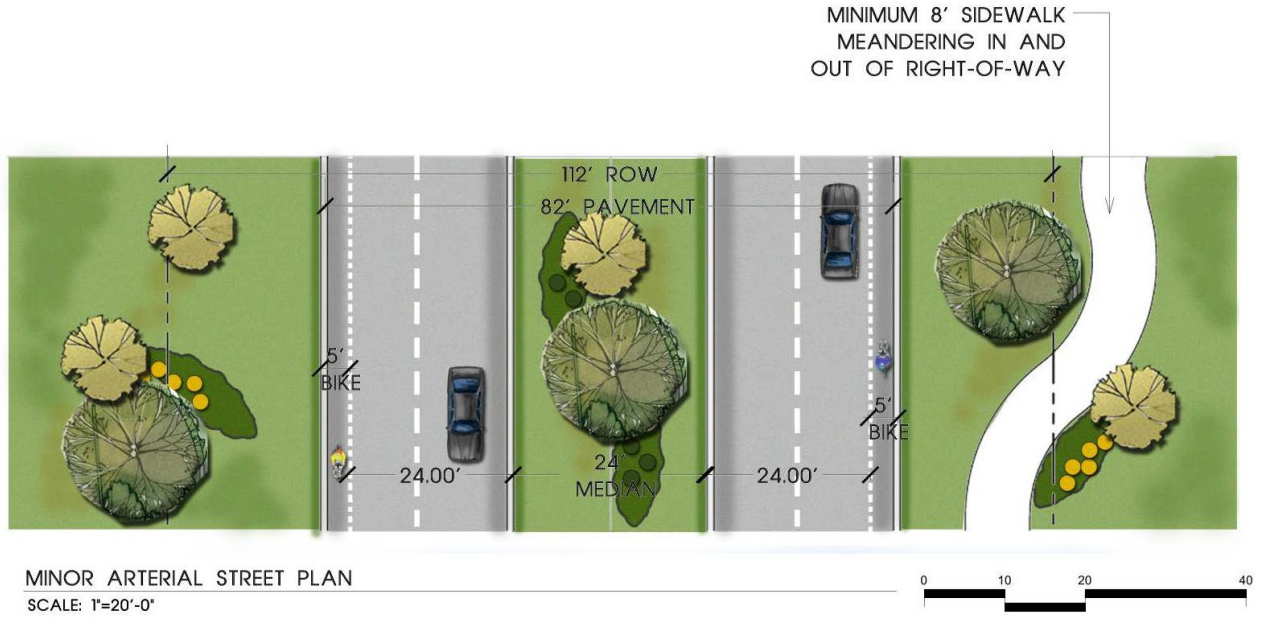 MINIMUM 8' SIDEWALK
MEANDERING IN AND
OUT OF RIGHT-OF-WAY
112' ROW
82' PAVEMENT
5'
BIKE
5'
BIKE
24.00'
24'
MEDIAN
24.00'
MINOR ARTERIAL STREET PLAN
SCALE: 1"=20'-0"
0 10 20 40